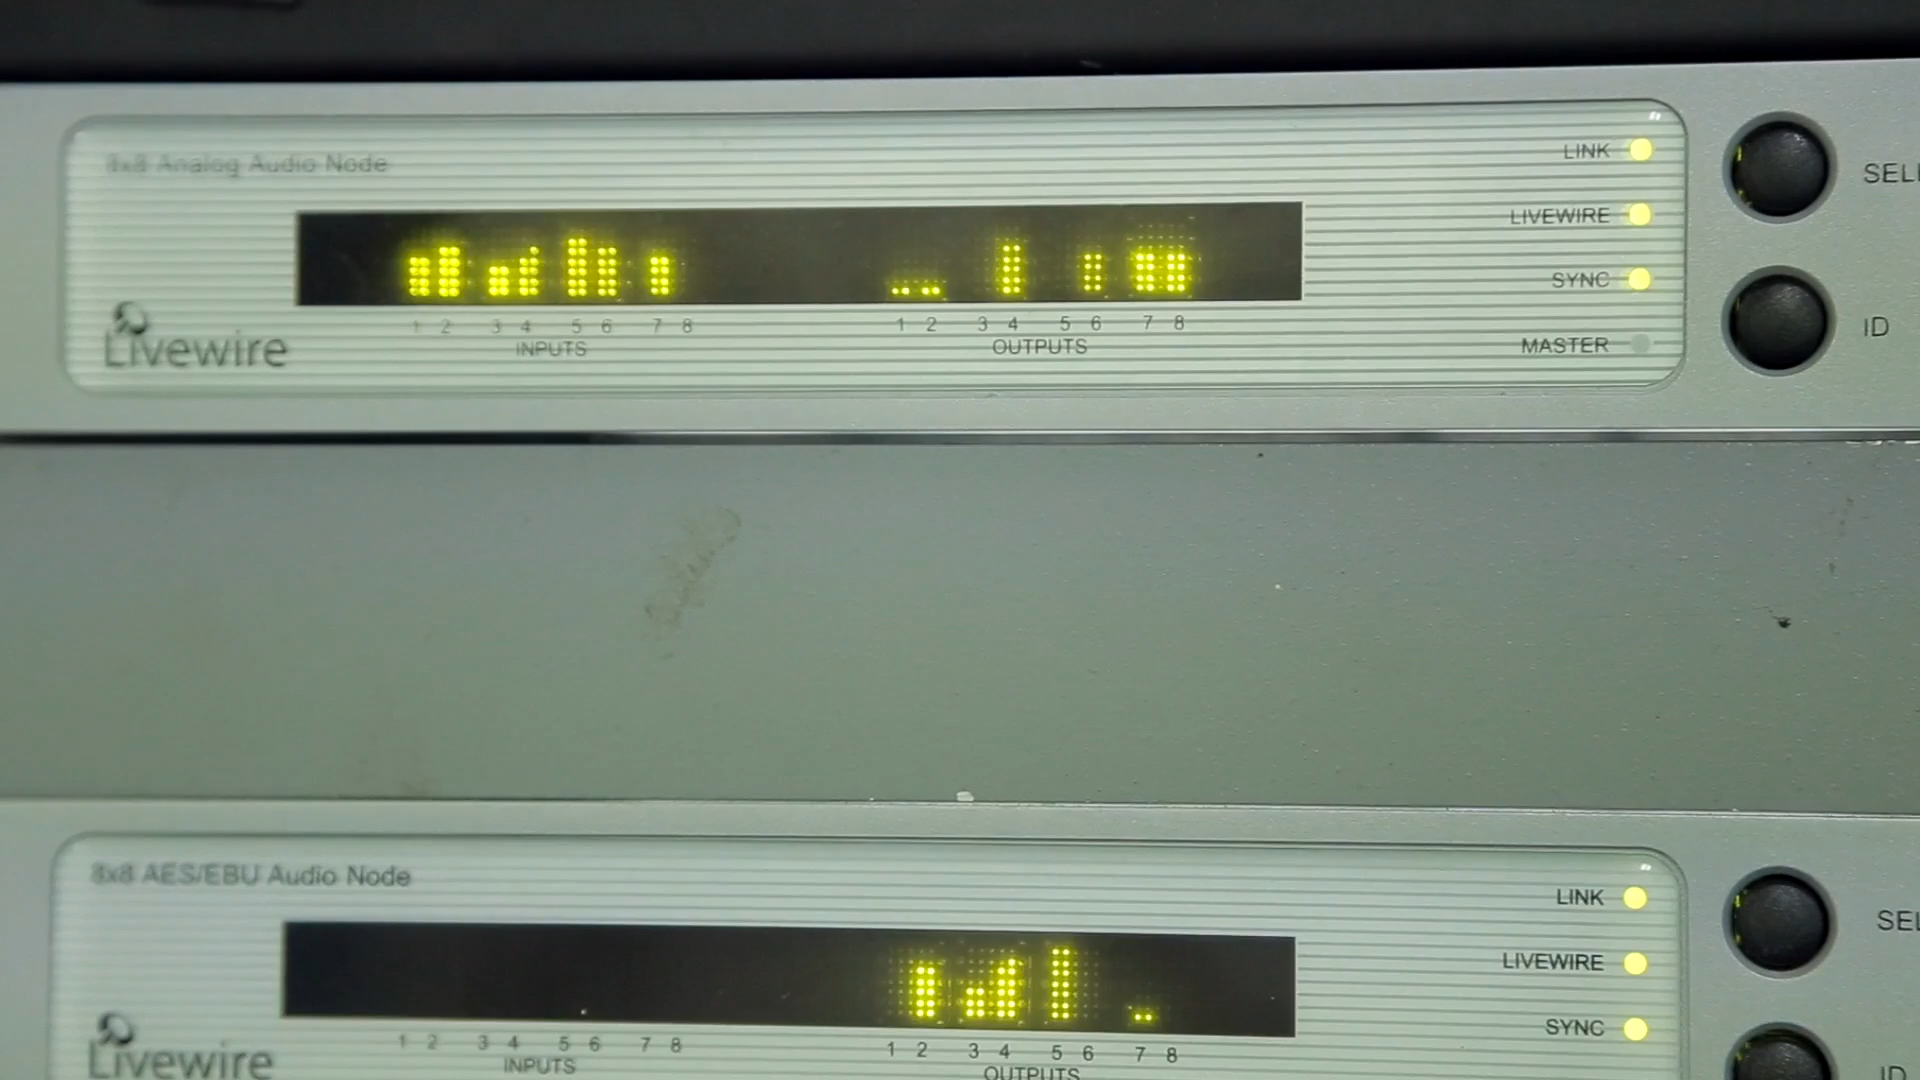 8x8 Analog Audio Node
LINK
SELE
LIVEWIRE
SYNC
ID
1 2 3 4 5 6 7 8
1 2 3 4 5 6 7 8
INPUTS
OUTPUTS
MASTER
Livewire
8x8 AES/EBU Audio Node
LINK
SEL
LIVEWIRE
SYNC
1 2 3 4 5 6 7 8
1 2 3 4 5 6 7 8
INPUTS
OUTPUTS
Livewire
ID